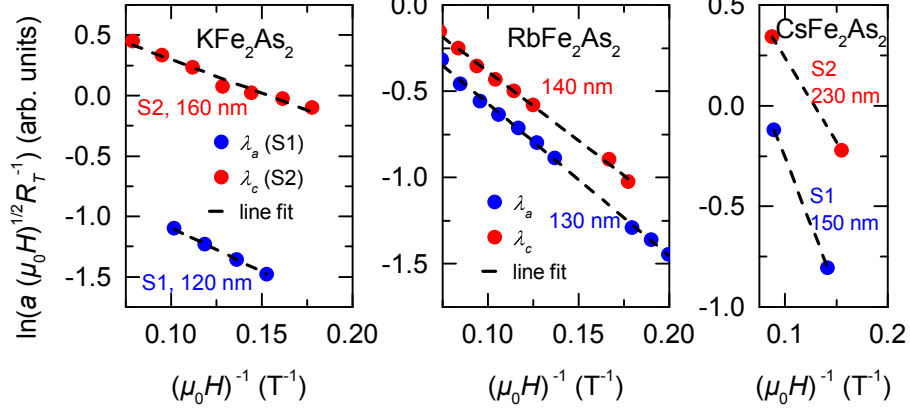 ln(a (μ₀H)^1/2 R_T^-1) (arb. units)
KFe₂As₂
0.5
0.0
-0.5
-1.0
-1.5
S2, 160 nm
λₐ (S1)
λ_c (S2)
line fit
S1, 120 nm
0.10
0.15
0.20
(μ₀H)⁻¹ (T⁻¹)
RbFe₂As₂
0.0
-0.5
-1.0
-1.5
140 nm
λₐ
λ_c
line fit
130 nm
0.10
0.15
0.20
(μ₀H)⁻¹ (T⁻¹)
CsFe₂As₂
0.5
0.0
-0.5
-1.0
S2
230 nm
S1
150 nm
0.1
0.2
(μ₀H)⁻¹ (T⁻¹)